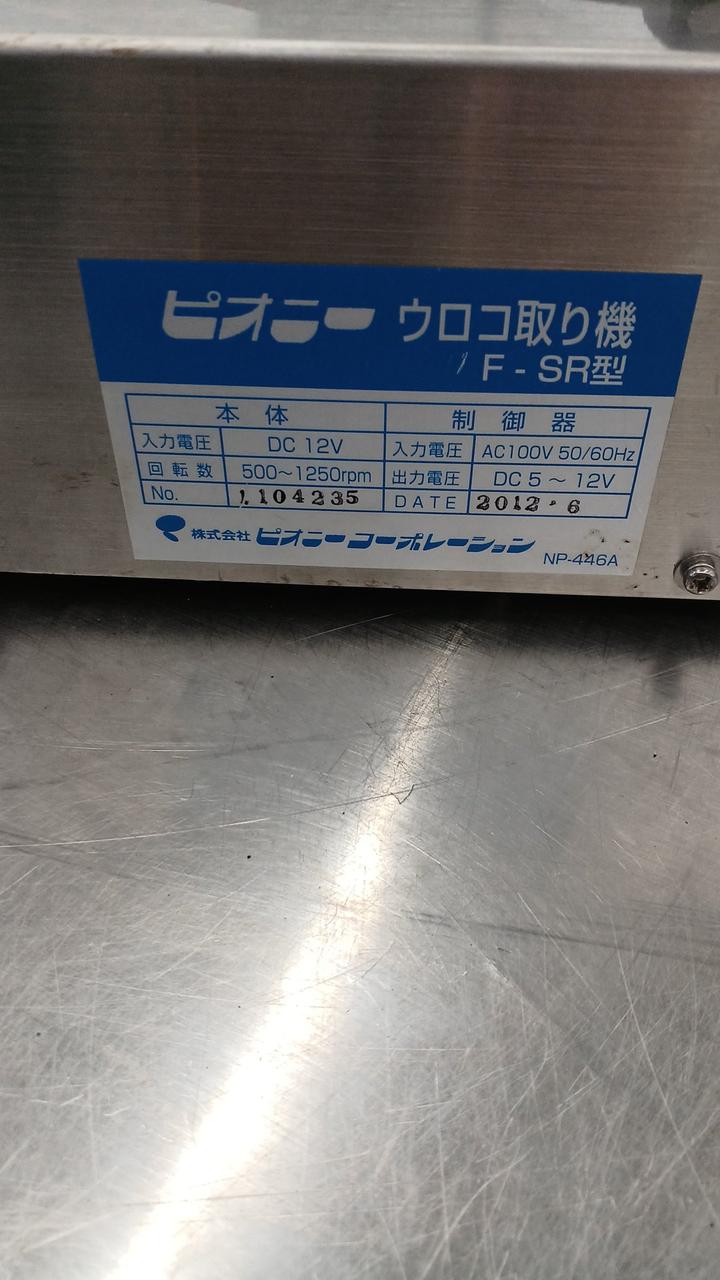 ピオニー ウロコ取り機
F - SR型
本体 制御器
入力電圧 DC 12V 入力電圧 AC100V 50/60Hz
回転数 500～1250rpm 出力電圧 DC 5 ～ 12V
No. 1104235 DATE 2012・6
株式会社 ピオニーコーポレーション
NP-446A